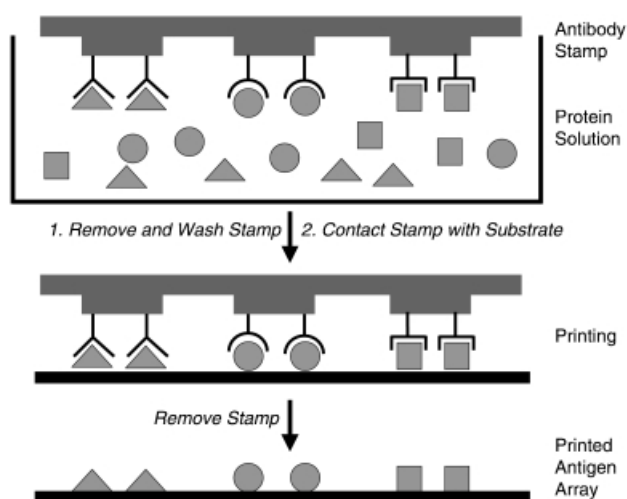 Antibody
Stamp
Protein
Solution
1. Remove and Wash Stamp
2. Contact Stamp with Substrate
Printing
Remove Stamp
Printed
Antigen
Array